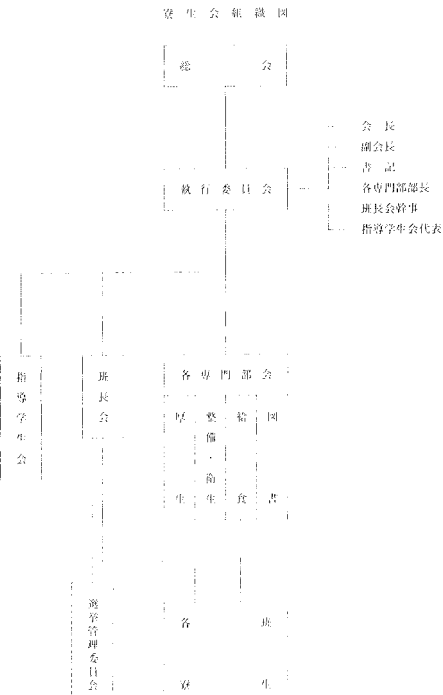 寮生会組織図
総会
執行委員会
会長
副会長
書記
各専門部部長
班長会幹事
指導学生会代表
指導学生会
班長会
各専門部会
厚生
整備・衛生
給食
図書
選挙管理委員会
各寮
班生